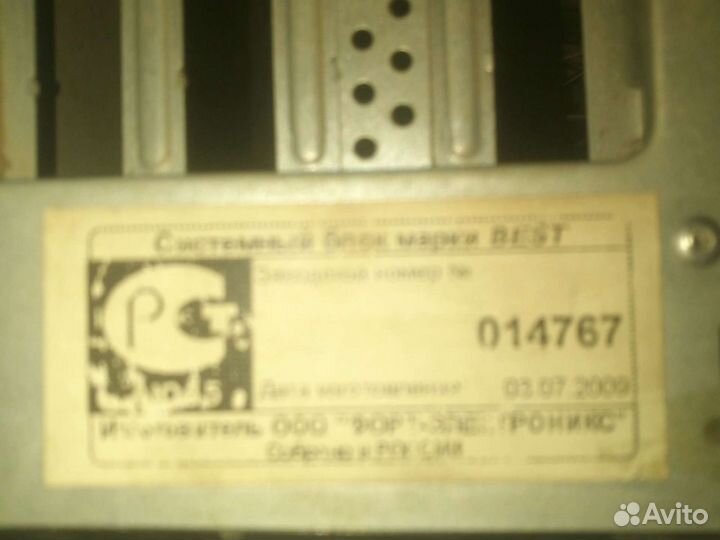 Системный блок марки BEST
Заводской номер №
014767
Дата изготовления 03.07.2009
Изготовитель ООО "ФОРТ-ЭЛЕКТРОНИКС"
Собрано в РОССИИ
Avito